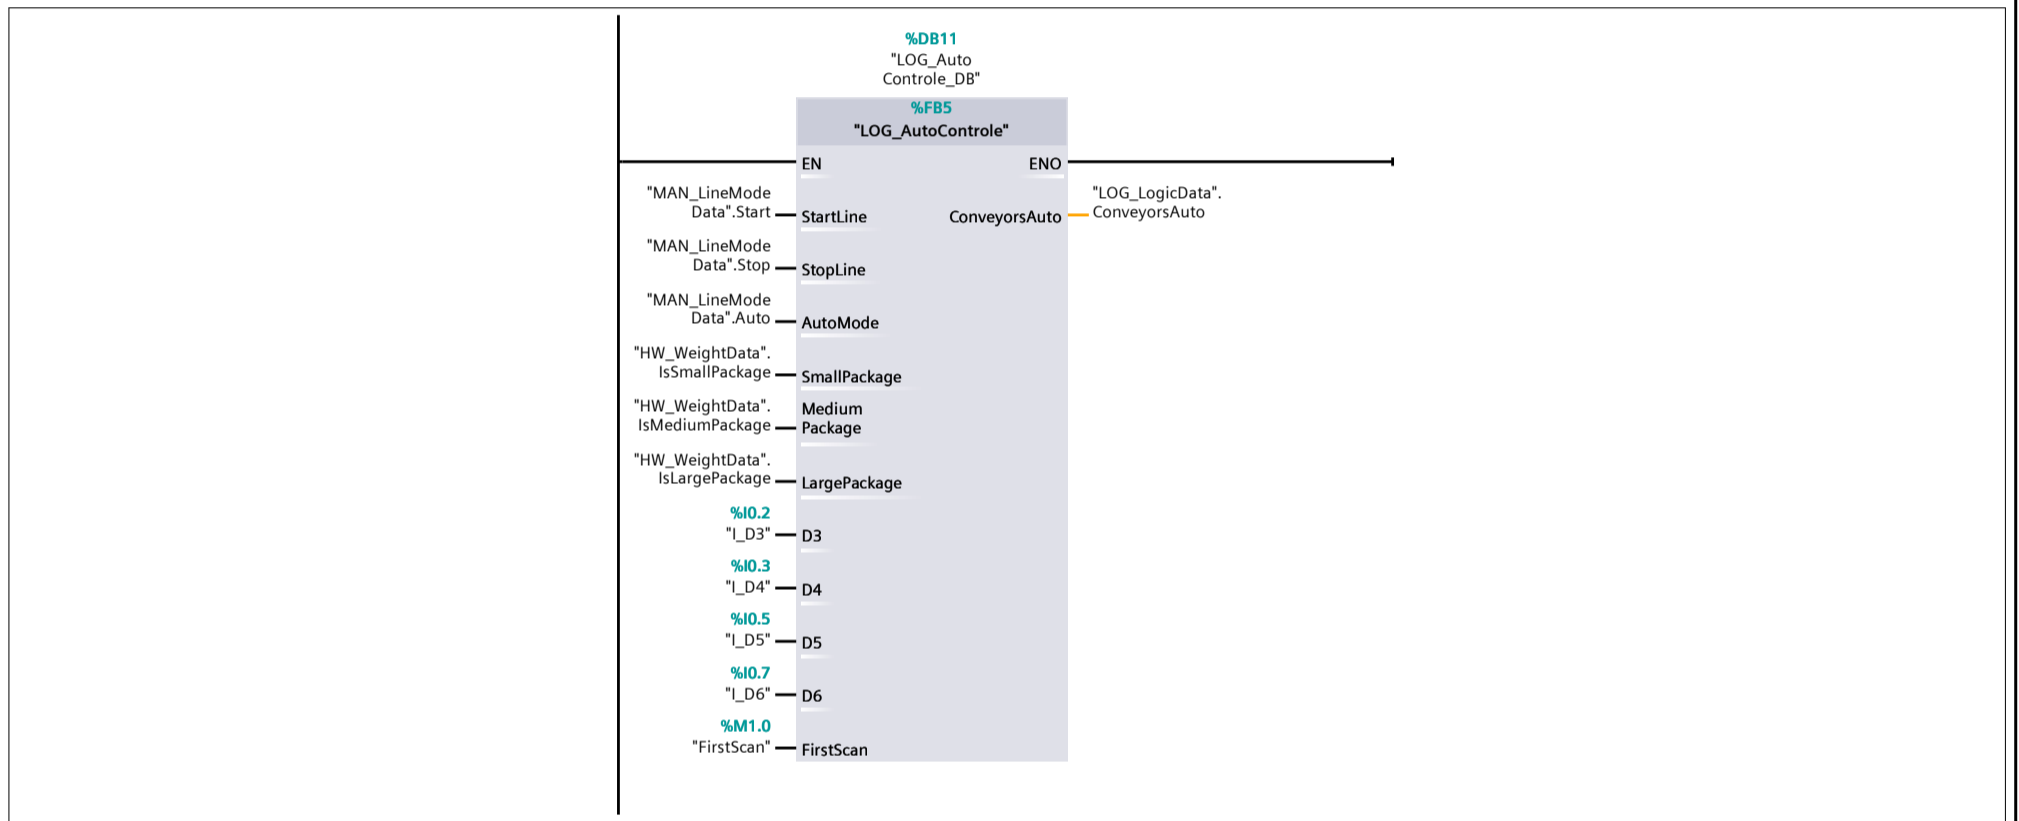 %DB11
"LOG_Auto
Controle_DB"
%FB5
"LOG_AutoControle"
EN
ENO
"MAN_LineMode
Data".Start
StartLine
ConveyorsAuto
"LOG_LogicData".
ConveyorsAuto
"MAN_LineMode
Data".Stop
StopLine
"MAN_LineMode
Data".Auto
AutoMode
"HW_WeightData".
IsSmallPackage
SmallPackage
"HW_WeightData".
IsMediumPackage
Medium
Package
"HW_WeightData".
IsLargePackage
LargePackage
%I0.2
"I_D3"
D3
%I0.3
"I_D4"
D4
%I0.5
"I_D5"
D5
%I0.7
"I_D6"
D6
%M1.0
"FirstScan"
FirstScan